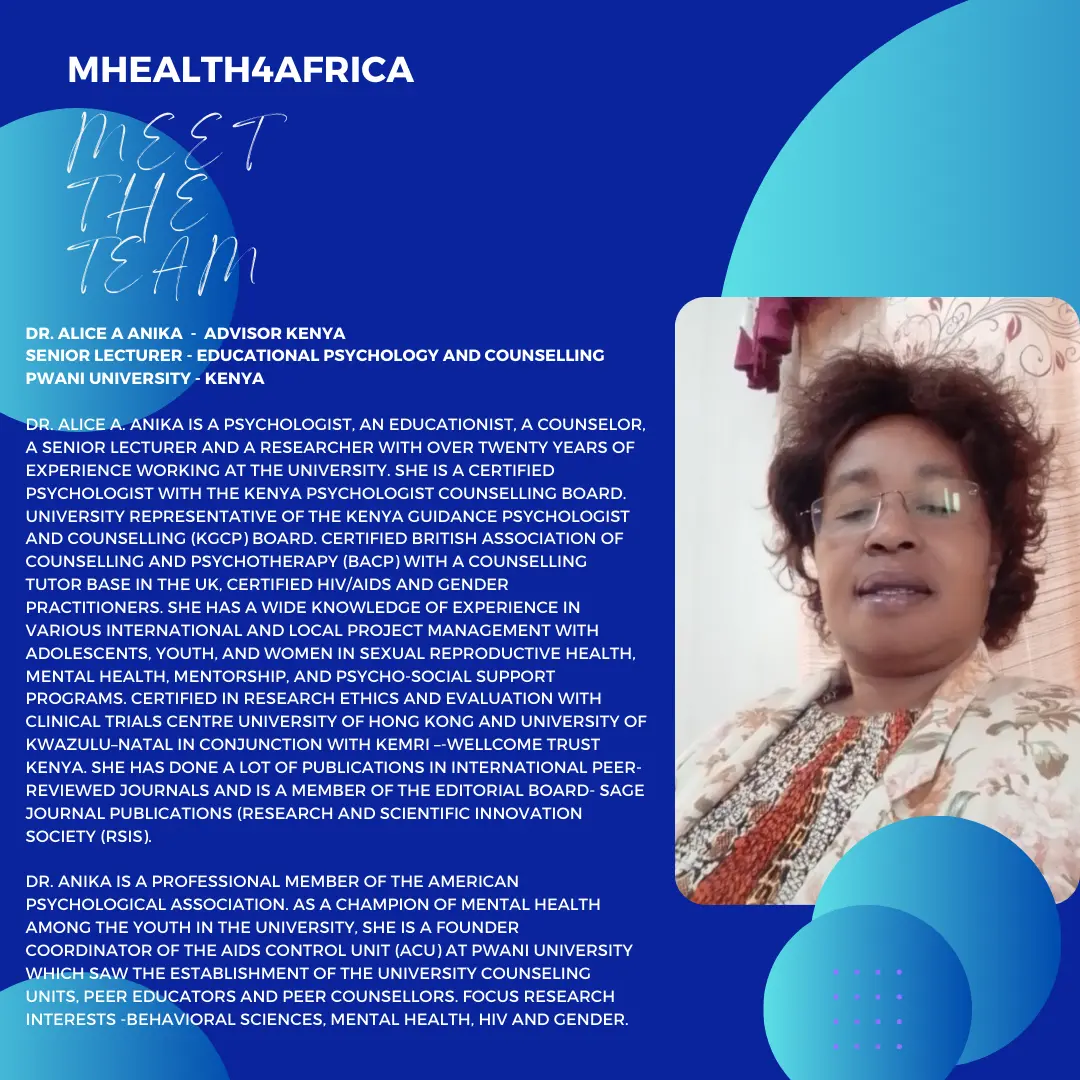 MHEALTH4AFRICA
MEET
THE
TEAM
DR. ALICE A ANIKA - ADVISOR KENYA
SENIOR LECTURER - EDUCATIONAL PSYCHOLOGY AND COUNSELLING
PWANI UNIVERSITY - KENYA
DR. ALICE A. ANIKA IS A PSYCHOLOGIST, AN EDUCATIONIST, A COUNSELOR,
A SENIOR LECTURER AND A RESEARCHER WITH OVER TWENTY YEARS OF
EXPERIENCE WORKING AT THE UNIVERSITY. SHE IS A CERTIFIED
PSYCHOLOGIST WITH THE KENYA PSYCHOLOGIST COUNSELLING BOARD.
UNIVERSITY REPRESENTATIVE OF THE KENYA GUIDANCE PSYCHOLOGIST
AND COUNSELLING (KGCP) BOARD. CERTIFIED BRITISH ASSOCIATION OF
COUNSELLING AND PSYCHOTHERAPY (BACP) WITH A COUNSELLING
TUTOR BASE IN THE UK, CERTIFIED HIV/AIDS AND GENDER
PRACTITIONERS. SHE HAS A WIDE KNOWLEDGE OF EXPERIENCE IN
VARIOUS INTERNATIONAL AND LOCAL PROJECT MANAGEMENT WITH
ADOLESCENTS, YOUTH, AND WOMEN IN SEXUAL REPRODUCTIVE HEALTH,
MENTAL HEALTH, MENTORSHIP, AND PSYCHO-SOCIAL SUPPORT
PROGRAMS. CERTIFIED IN RESEARCH ETHICS AND EVALUATION WITH
CLINICAL TRIALS CENTRE UNIVERSITY OF HONG KONG AND UNIVERSITY OF
KWAZULU–NATAL IN CONJUNCTION WITH KEMRI –-WELLCOME TRUST
KENYA. SHE HAS DONE A LOT OF PUBLICATIONS IN INTERNATIONAL PEER-
REVIEWED JOURNALS AND IS A MEMBER OF THE EDITORIAL BOARD- SAGE
JOURNAL PUBLICATIONS (RESEARCH AND SCIENTIFIC INNOVATION
SOCIETY (RSIS).
DR. ANIKA IS A PROFESSIONAL MEMBER OF THE AMERICAN
PSYCHOLOGICAL ASSOCIATION. AS A CHAMPION OF MENTAL HEALTH
AMONG THE YOUTH IN THE UNIVERSITY, SHE IS A FOUNDER
COORDINATOR OF THE AIDS CONTROL UNIT (ACU) AT PWANI UNIVERSITY
WHICH SAW THE ESTABLISHMENT OF THE UNIVERSITY COUNSELING
UNITS, PEER EDUCATORS AND PEER COUNSELLORS. FOCUS RESEARCH
INTERESTS -BEHAVIORAL SCIENCES, MENTAL HEALTH, HIV AND GENDER.